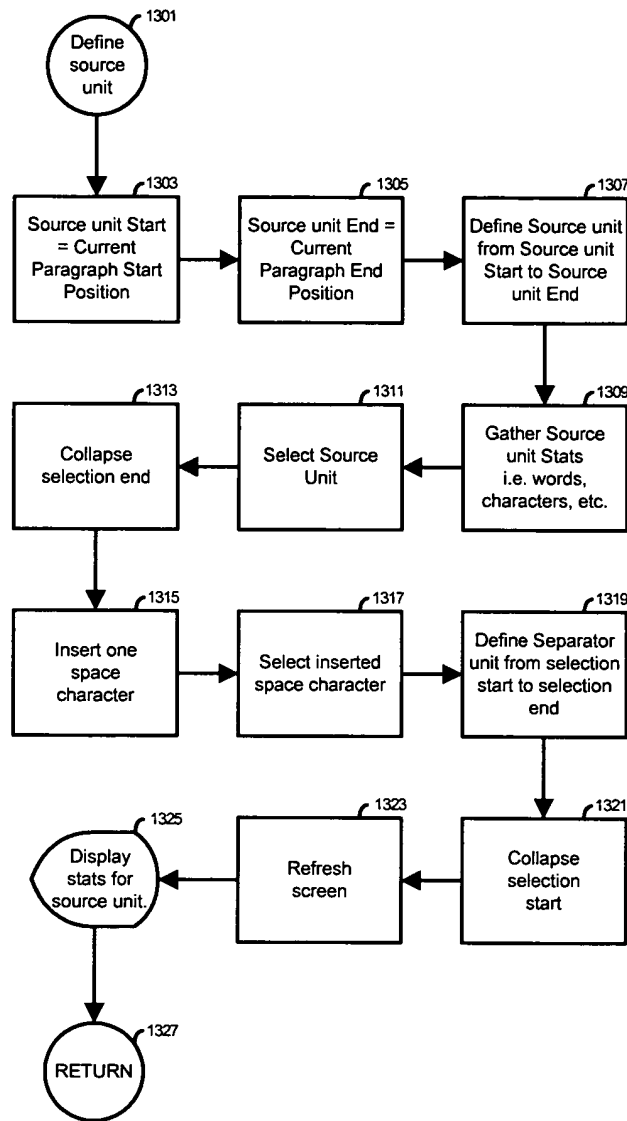 1301
Define
source
unit
1303
Source unit Start
= Current
Paragraph Start
Position
1305
Source unit End =
Current
Paragraph End
Position
1307
Define Source unit
from Source unit
Start to Source
unit End
1309
Gather Source
unit Stats
i.e. words,
characters, etc.
1311
Select Source
Unit
1313
Collapse
selection end
1315
Insert one
space
character
1317
Select inserted
space character
1319
Define Separator
unit from selection
start to selection
end
1321
Collapse
selection
start
1323
Refresh
screen
1325
Display
stats for
source unit.
1327
RETURN